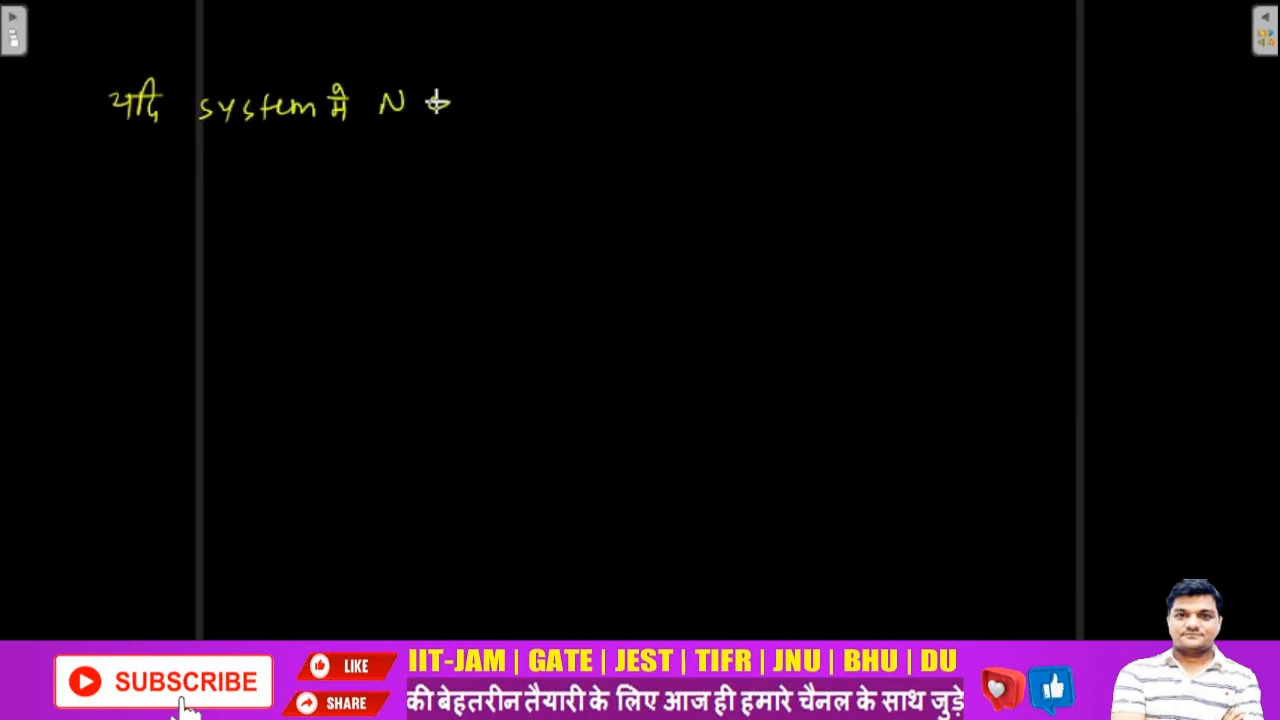 यदि system में N
SUBSCRIBE
LIKE
SHARE
IIT-JAM | GATE | JEST | TIFR | JNU | BHU | DU
की बेहतरीन तैयारी के लिए आज ही हमारे चैनल के साथ जुड़े